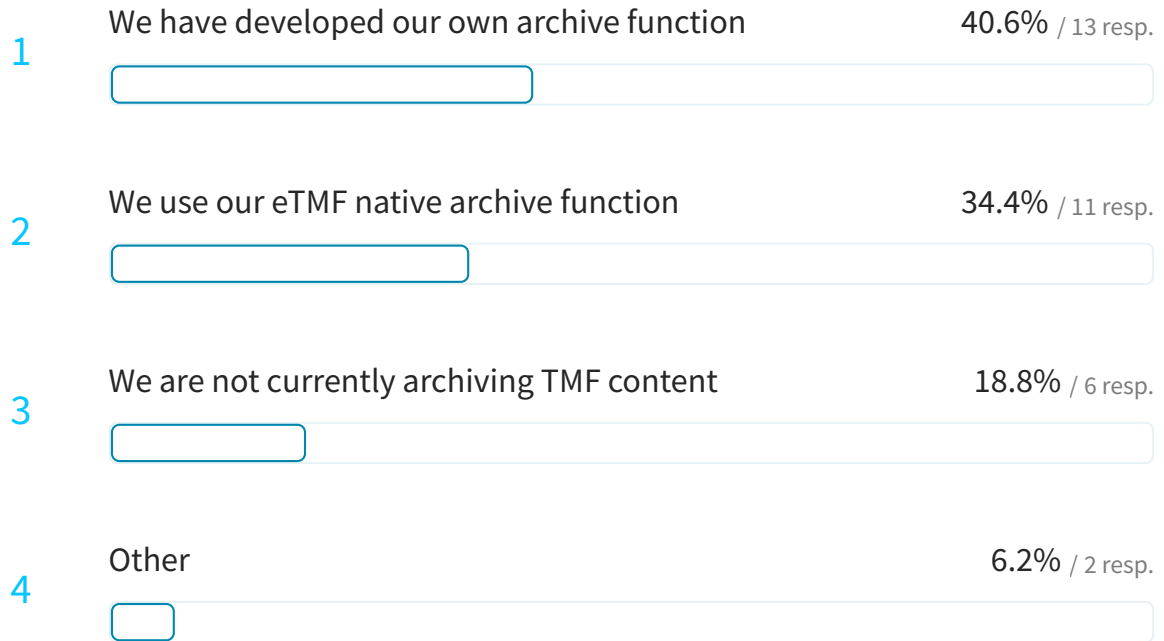 1 We have developed our own archive function 40.6% / 13 resp.
2 We use our eTMF native archive function 34.4% / 11 resp.
3 We are not currently archiving TMF content 18.8% / 6 resp.
4 Other 6.2% / 2 resp.